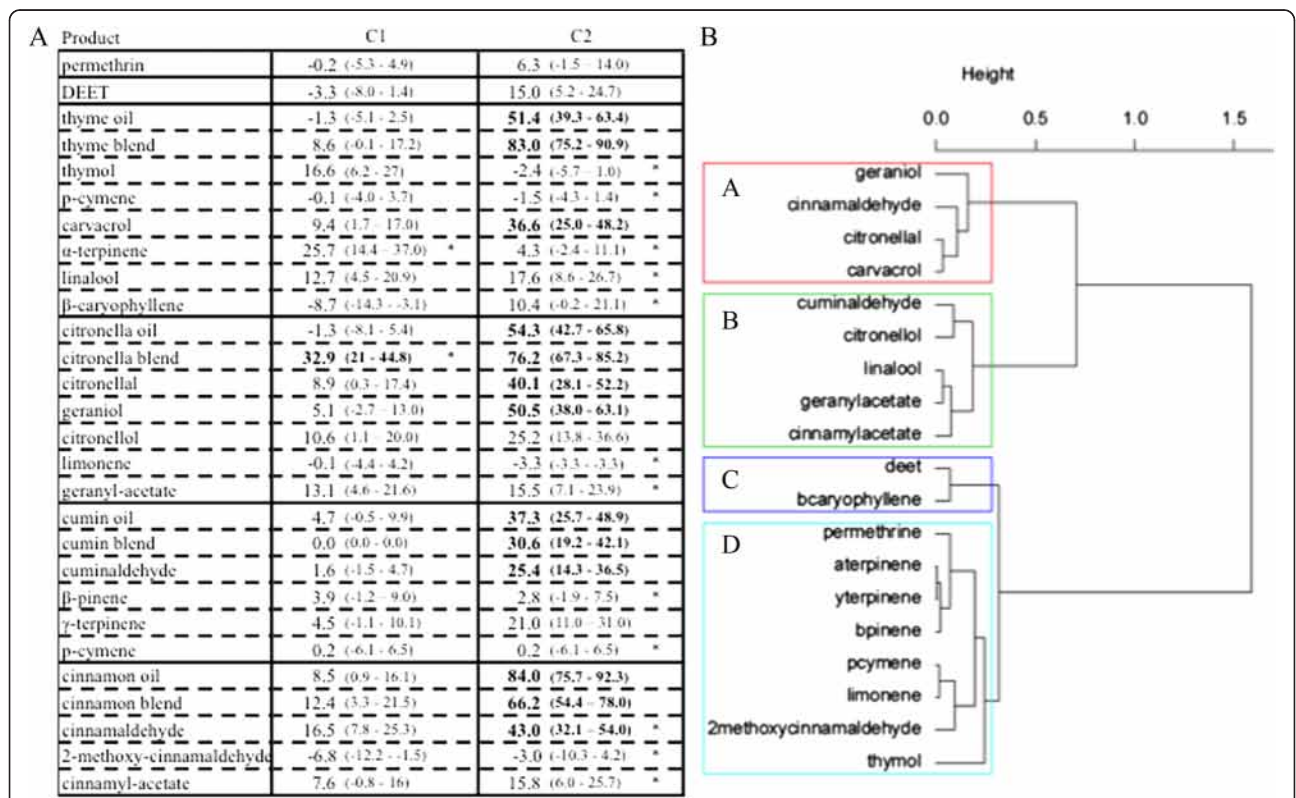 A Product C1 C2
permethrin -0.2 (-5.3 - 4.9) 6.3 (-1.5 - 14.0)
DEET -3.3 (-8.0 - 1.4) 15.0 (5.2 - 24.7)
thyme oil -1.3 (-5.1 - 2.5) 51.4 (39.3 - 63.4)
thyme blend 8.6 (-0.1 - 17.2) 83.0 (75.2 - 90.9)
thymol 16.6 (6.2 - 27) -2.4 (-5.7 - 1.0) *
p-cymene -0.1 (-4.0 - 3.7) -1.5 (-4.3 - 1.4) *
carvacrol 9.4 (1.7 - 17.0) 36.6 (25.0 - 48.2)
α-terpinene 25.7 (14.4 - 37.0) * 4.3 (-2.4 - 11.1) *
linalool 12.7 (4.5 - 20.9) 17.6 (8.6 - 26.7) *
β-caryophyllene -8.7 (-14.3 - -3.1) 10.4 (-0.2 - 21.1) *
citronella oil -1.3 (-8.1 - 5.4) 54.3 (42.7 - 65.8)
citronella blend 32.9 (21 - 44.8) * 76.2 (67.3 - 85.2)
citronellal 8.9 (0.3 - 17.4) 40.1 (28.1 - 52.2)
geraniol 5.1 (-2.7 - 13.0) 50.5 (38.0 - 63.1)
citronellol 10.6 (1.1 - 20.0) 25.2 (13.8 - 36.6)
limonene -0.1 (-4.4 - 4.2) -3.3 (-3.3 - -3.3) *
geranyl-acetate 13.1 (4.6 - 21.6) 15.5 (7.1 - 23.9) *
cumin oil 4.7 (-0.5 - 9.9) 37.3 (25.7 - 48.9)
cumin blend 0.0 (0.0 - 0.0) 30.6 (19.2 - 42.1)
cuminaldehyde 1.6 (-1.5 - 4.7) 25.4 (14.3 - 36.5)
β-pinene 3.9 (-1.2 - 9.0) 2.8 (-1.9 - 7.5) *
γ-terpinene 4.5 (-1.1 - 10.1) 21.0 (11.0 - 31.0)
p-cymene 0.2 (-6.1 - 6.5) 0.2 (-6.1 - 6.5) *
cinnamon oil 8.5 (0.9 - 16.1) 84.0 (75.7 - 92.3)
cinnamon blend 12.4 (3.3 - 21.5) 66.2 (54.4 - 78.0)
cinnamaldehyde 16.5 (7.8 - 25.3) 43.0 (32.1 - 54.0) *
2-methoxy-cinnamaldehyde -6.8 (-12.2 - -1.5) -3.0 (-10.3 - 4.2) *
cinnamyl-acetate 7.6 (-0.8 - 16) 15.8 (6.0 - 25.7) *
B
Height
0.0 0.5 1.0 1.5
A
geraniol
cinnamaldehyde
citronellal
carvacrol
B
cuminaldehyde
citronellol
linalool
geranylacetate
cinnamylacetate
C
deet
bcaryophyllene
D
permethrine
aterpinene
yterpinene
bpinene
pcymene
limonene
2methoxycinnamaldehyde
thymol